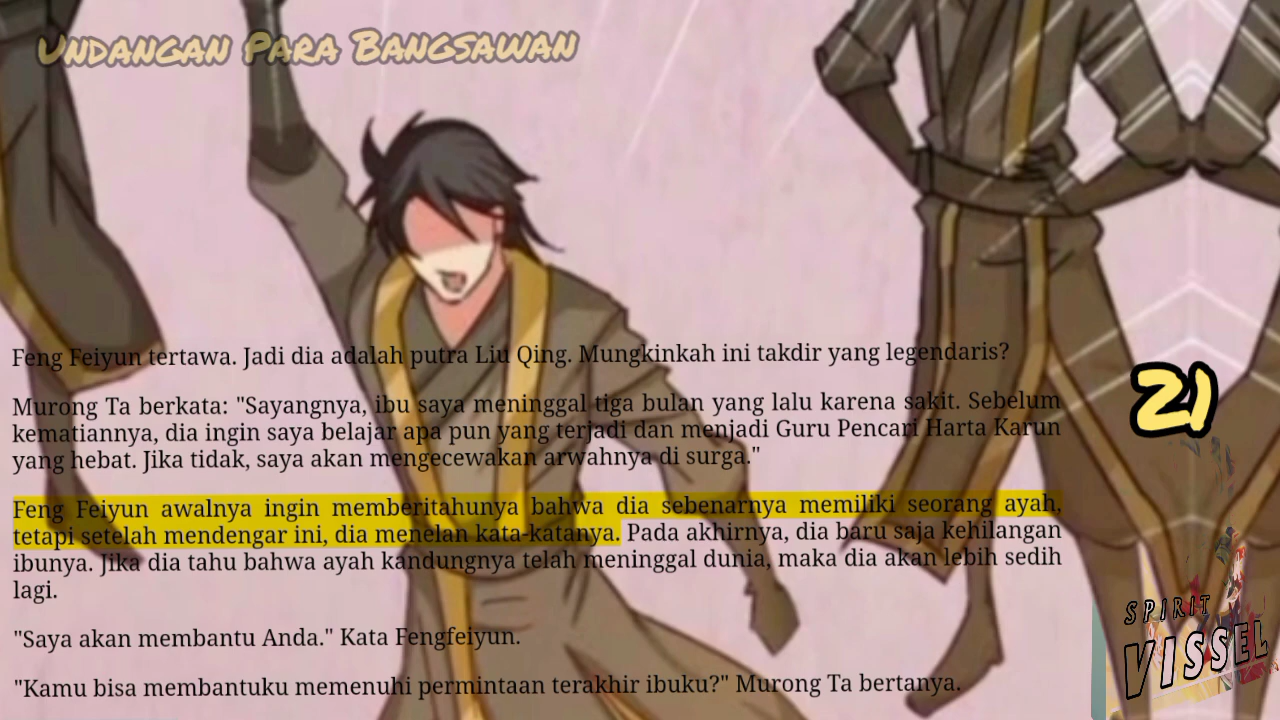 Undangan Para Bangsawan
Feng Feiyun tertawa. Jadi dia adalah putra Liu Qing. Mungkinkah ini takdir yang legendaris?
Murong Ta berkata: "Sayangnya, ibu saya meninggal tiga bulan yang lalu karena sakit. Sebelum
kematiannya, dia ingin saya belajar apa pun yang terjadi dan menjadi Guru Pencari Harta Karun
yang hebat. Jika tidak, saya akan mengecewakan arwahnya di surga."
Feng Feiyun awalnya ingin memberitahunya bahwa dia sebenarnya memiliki seorang ayah,
tetapi setelah mendengar ini, dia menelan kata-katanya. Pada akhirnya, dia baru saja kehilangan
ibunya. Jika dia tahu bahwa ayah kandungnya telah meninggal dunia, maka dia akan lebih sedih
lagi.
"Saya akan membantu Anda." Kata Fengfeiyun.
"Kamu bisa membantuku memenuhi permintaan terakhir ibuku?" Murong Ta bertanya.
21
SPIRIT
VISSEL